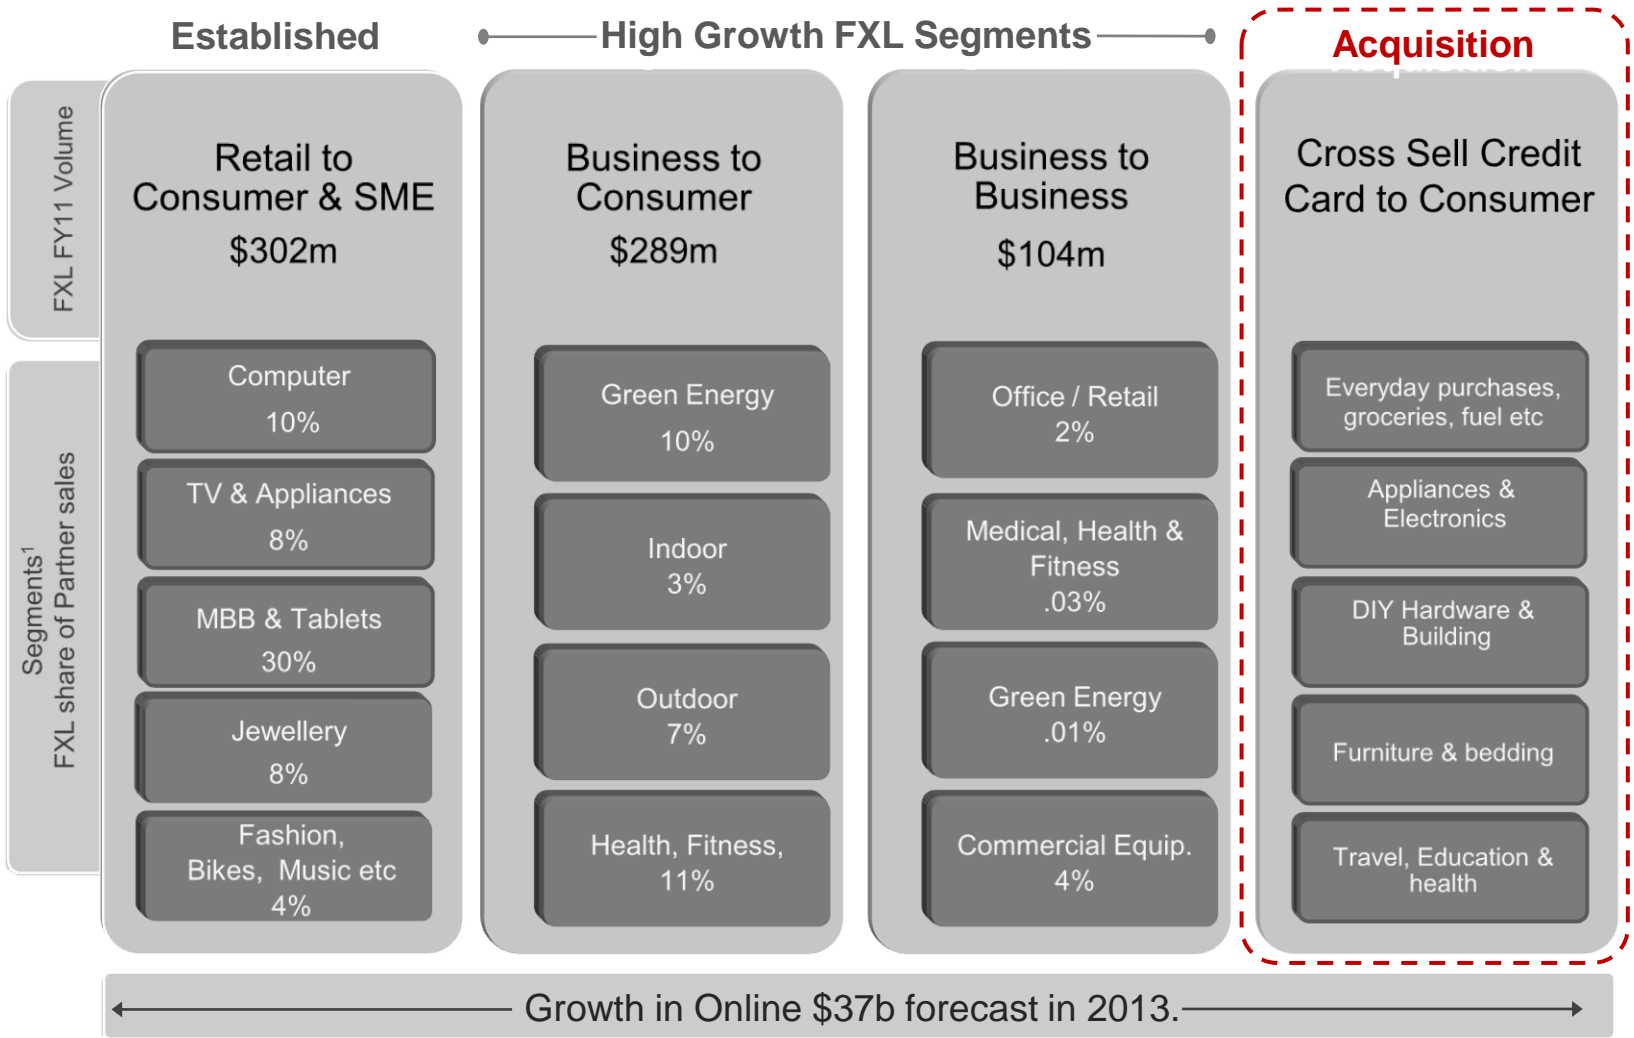 Established
High Growth FXL Segments
Acquisition
FXL FY11 Volume
Retail to
Consumer & SME
$302m
Business to
Consumer
$289m
Business to
Business
$104m
Cross Sell Credit
Card to Consumer
Segments¹
FXL share of Partner sales
Computer
10%
TV & Appliances
8%
MBB & Tablets
30%
Jewellery
8%
Fashion,
Bikes, Music etc
4%
Green Energy
10%
Indoor
3%
Outdoor
7%
Health, Fitness,
11%
Office / Retail
2%
Medical, Health &
Fitness
.03%
Green Energy
.01%
Commercial Equip.
4%
Everyday purchases,
groceries, fuel etc
Appliances &
Electronics
DIY Hardware &
Building
Furniture & bedding
Travel, Education &
health
Growth in Online $37b forecast in 2013.